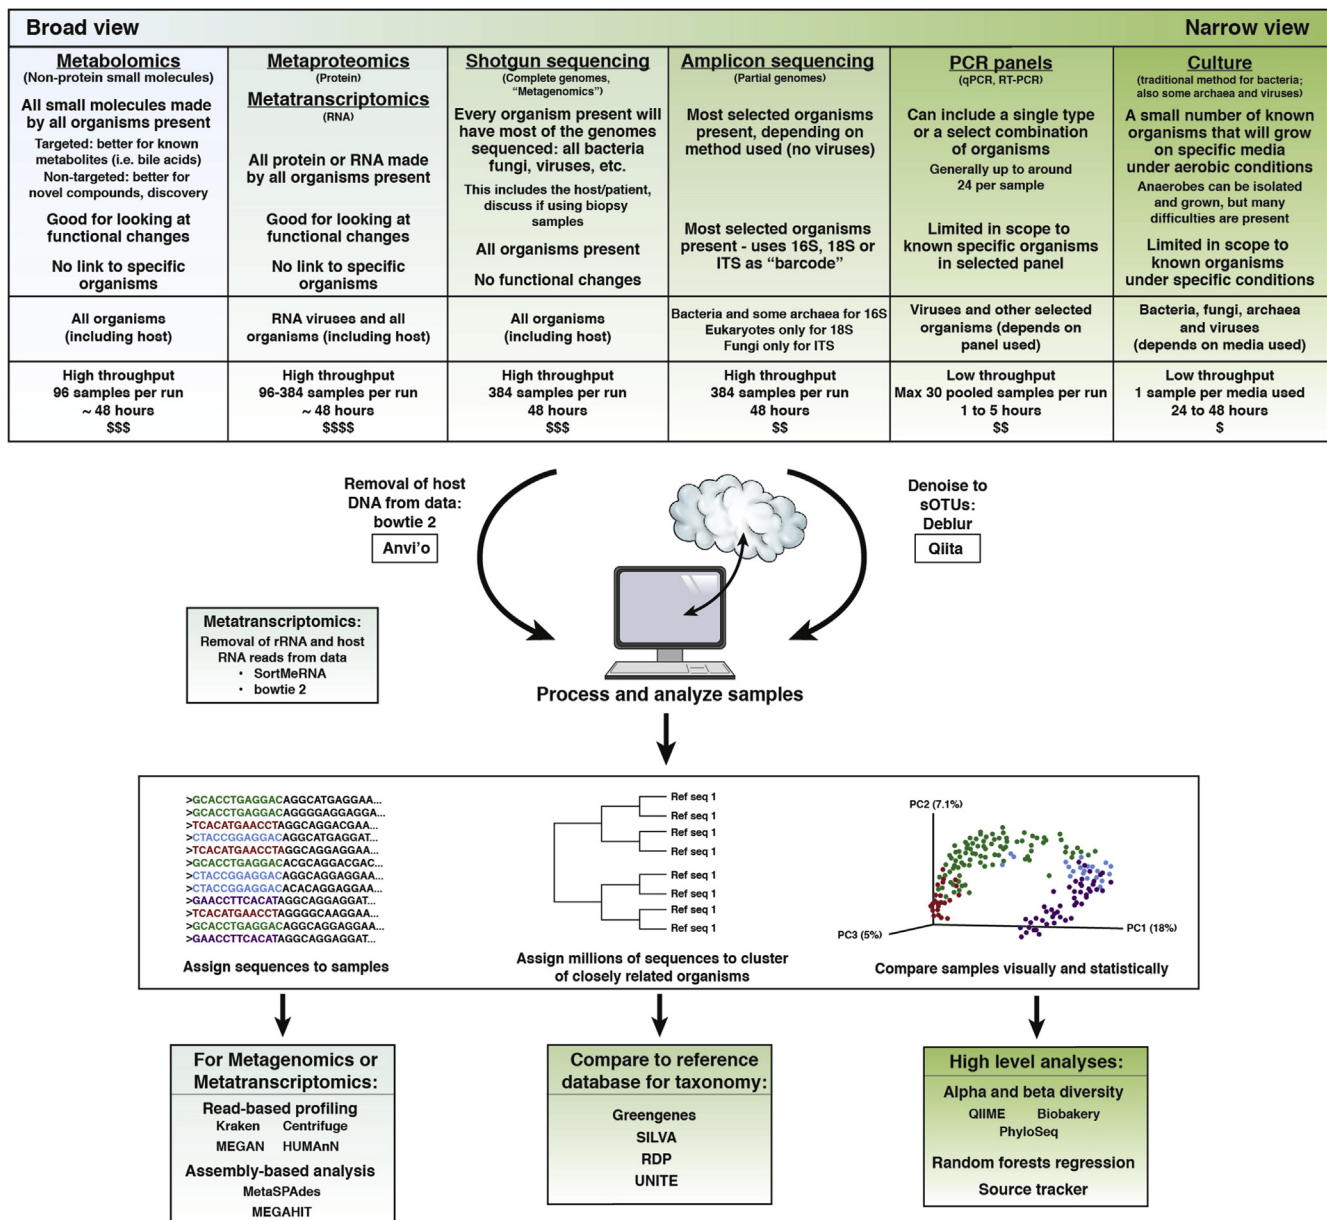 Broad view
Narrow view
Metabolomics
(Non-protein small molecules)
All small molecules made
by all organisms present
Targeted: better for known
metabolites (i.e. bile acids)
Non-targeted: better for
novel compounds, discovery
Good for looking at
functional changes
No link to specific
organisms
All organisms
(including host)
High throughput
96 samples per run
~ 48 hours
$$$
Metaproteomics
(Protein)
Metatranscriptomics
(RNA)
All protein or RNA made
by all organisms present
Good for looking at
functional changes
No link to specific
organisms
RNA viruses and all
organisms (including host)
High throughput
96-384 samples per run
~ 48 hours
$$$$
Shotgun sequencing
(Complete genomes,
“Metagenomics”)
Every organism present will
have most of the genomes
sequenced: all bacteria
fungi, viruses, etc.
This includes the host/patient,
discuss if using biopsy
samples
All organisms present
No functional changes
All organisms
(including host)
High throughput
384 samples per run
48 hours
$$$
Amplicon sequencing
(Partial genomes)
Most selected organisms
present, depending on
method used (no viruses)
Most selected organisms
present - uses 16S, 18S or
ITS as “barcode”
Bacteria and some archaea for 16S
Eukaryotes only for 18S
Fungi only for ITS
High throughput
384 samples per run
48 hours
$$
PCR panels
(qPCR, RT-PCR)
Can include a single type
or a select combination
of organisms
Generally up to around
24 per sample
Limited in scope to
known specific organisms
in selected panel
Viruses and other selected
organisms (depends on
panel used)
Low throughput
Max 30 pooled samples per run
1 to 5 hours
$$
Culture
(traditional method for bacteria;
also some archaea and viruses)
A small number of known
organisms that will grow
on specific media
under aerobic conditions
Anaerobes can be isolated
and grown, but many
difficulties are present
Limited in scope to
known organisms
under specific conditions
Bacteria, fungi, archaea
and viruses
(depends on media used)
Low throughput
1 sample per media used
24 to 48 hours
$
Removal of host
DNA from data:
bowtie 2
Anvi’o
Denoise to
sOTUs:
Deblur
Qiita
Metatranscriptomics:
Removal of rRNA and host
RNA reads from data
• SortMeRNA
• bowtie 2
Process and analyze samples
>GCACCTGAGGACAGGCATGAGGAA...
>GCACCTGAGGACAGGGGAGGAGGA...
>TCACATGAACCTAGGCAGGACGAA...
>CTACCGGAGGACAGGCATGAGGAT...
>TCACATGAACCTAGGCAGGAGGAA...
>GCACCTGAGGACACGCAGGACGAC...
>CTACCGGAGGACAGGCAGGAGGAA...
>CTACCGGAGGACACACAGGAGGAA...
>GAACCTTCACATAGGCAGGAGGAT...
>TCACATGAACCTAGGGGCAAGGAA...
>GCACCTGAGGACAGGCAGGAGGAA...
>GAACCTTCACATAGGCAGGAGGAT...
Assign sequences to samples
Ref seq 1
Ref seq 1
Ref seq 1
Ref seq 1
Ref seq 1
Ref seq 1
Ref seq 1
Ref seq 1
Assign millions of sequences to cluster
of closely related organisms
PC2 (7.1%)
PC3 (5%)
PC1 (18%)
Compare samples visually and statistically
For Metagenomics or
Metatranscriptomics:
Read-based profiling
Kraken Centrifuge
MEGAN HUMAnN
Assembly-based analysis
MetaSPAdes
MEGAHIT
Compare to reference
database for taxonomy:
Greengenes
SILVA
RDP
UNITE
High level analyses:
Alpha and beta diversity
QIIME Biobakery
PhyloSeq
Random forests regression
Source tracker